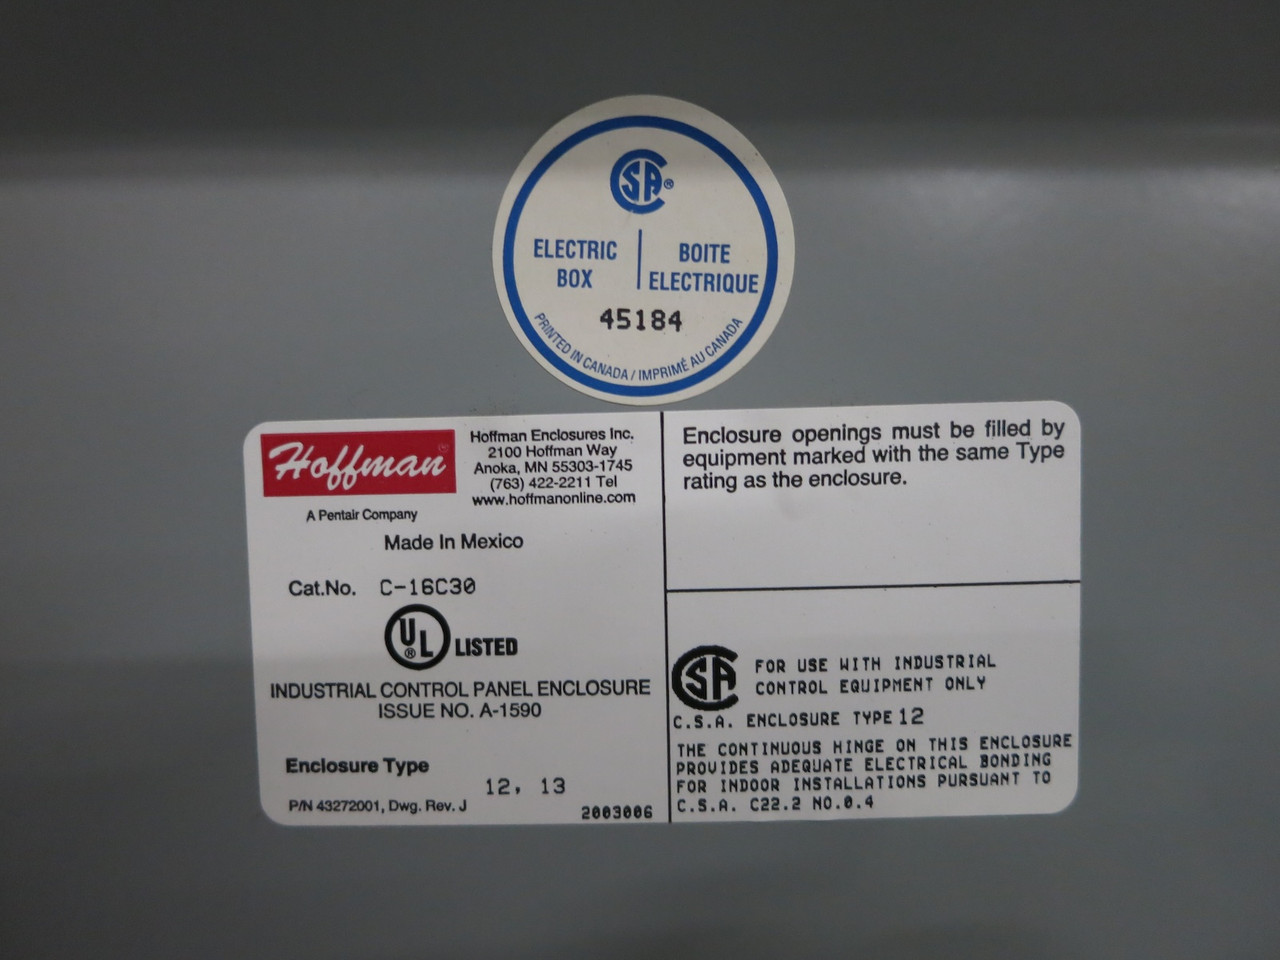 CSA®
ELECTRIC BOX | BOITE ELECTRIQUE
45184
PRINTED IN CANADA / IMPRIMÉ AU CANADA
Hoffman®
A Pentair Company
Hoffman Enclosures Inc.
2100 Hoffman Way
Anoka, MN 55303-1745
(763) 422-2211 Tel
www.hoffmanonline.com
Made In Mexico
Cat.No. C-16C30
UL® LISTED
INDUSTRIAL CONTROL PANEL ENCLOSURE
ISSUE NO. A-1590
Enclosure Type
12, 13
P/N 43272001, Dwg. Rev. J
2003006
Enclosure openings must be filled by
equipment marked with the same Type
rating as the enclosure.
CSA
FOR USE WITH INDUSTRIAL
CONTROL EQUIPMENT ONLY
C.S.A. ENCLOSURE TYPE 12
THE CONTINUOUS HINGE ON THIS ENCLOSURE
PROVIDES ADEQUATE ELECTRICAL BONDING
FOR INDOOR INSTALLATIONS PURSUANT TO
C.S.A. C22.2 NO.0.4